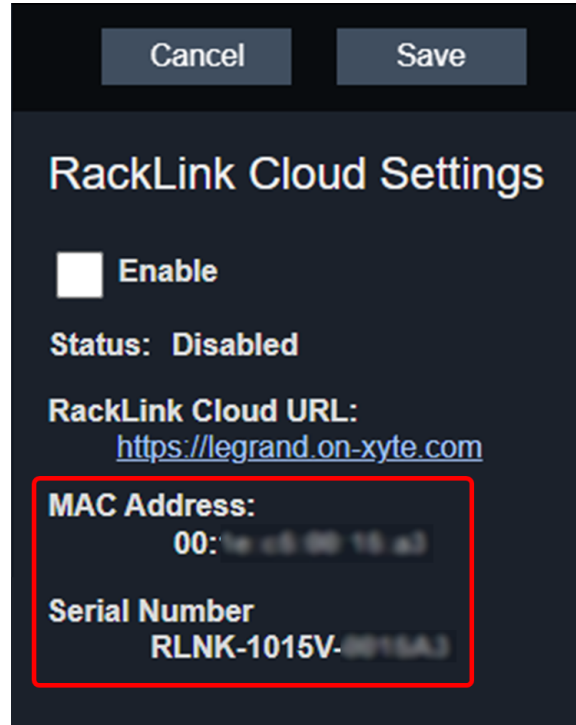 Cancel Save
RackLink Cloud Settings
Enable
Status: Disabled
RackLink Cloud URL:
https://legrand.on-xyte.com
MAC Address:
00:
Serial Number
RLNK-1015V-